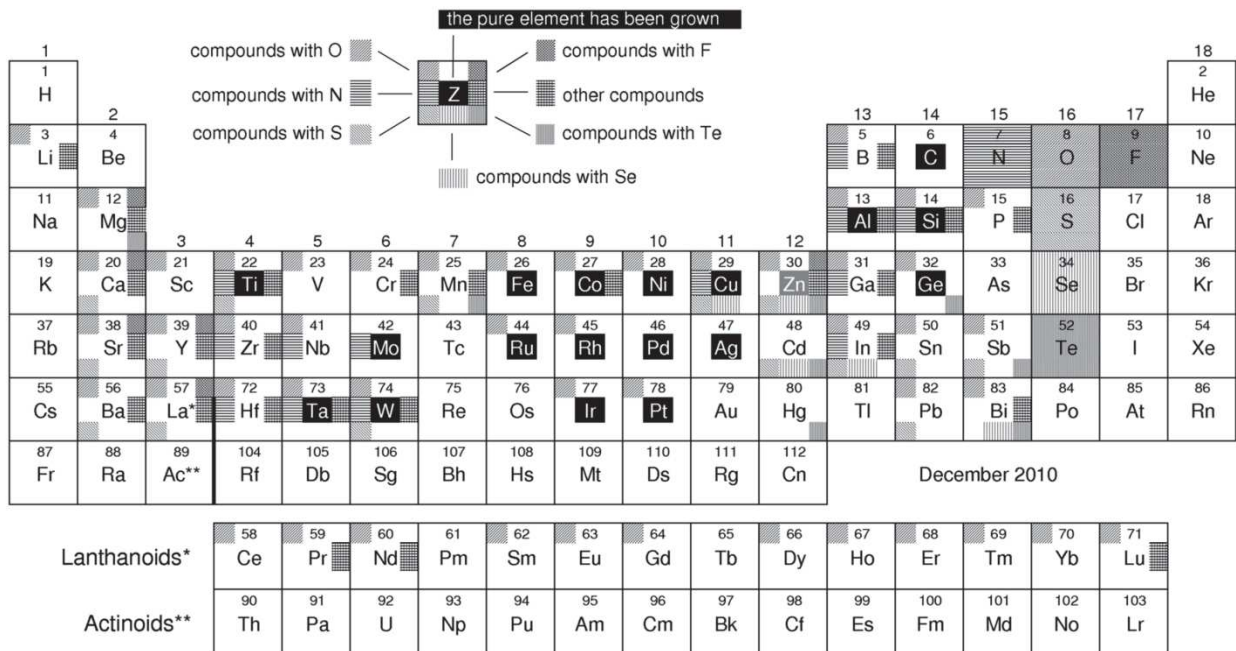 the pure element has been grown
compounds with O
compounds with F
compounds with N
Z
other compounds
compounds with S
compounds with Te
compounds with Se
1 18
1 2
H He
2 13 14 15 16 17
3 4 5 6 7 8 9 10
Li Be B C N O F Ne
11 12 13 14 15 16 17 18
Na Mg Al Si P S Cl Ar
3 4 5 6 7 8 9 10 11 12
19 20 21 22 23 24 25 26 27 28 29 30 31 32 33 34 35 36
K Ca Sc Ti V Cr Mn Fe Co Ni Cu Zn Ga Ge As Se Br Kr
37 38 39 40 41 42 43 44 45 46 47 48 49 50 51 52 53 54
Rb Sr Y Zr Nb Mo Tc Ru Rh Pd Ag Cd In Sn Sb Te I Xe
55 56 57 72 73 74 75 76 77 78 79 80 81 82 83 84 85 86
Cs Ba La* Hf Ta W Re Os Ir Pt Au Hg Tl Pb Bi Po At Rn
87 88 89 104 105 106 107 108 109 110 111 112
Fr Ra Ac** Rf Db Sg Bh Hs Mt Ds Rg Cn
December 2010
58 59 60 61 62 63 64 65 66 67 68 69 70 71
Lanthanoids* Ce Pr Nd Pm Sm Eu Gd Tb Dy Ho Er Tm Yb Lu
90 91 92 93 94 95 96 97 98 99 100 101 102 103
Actinoids** Th Pa U Np Pu Am Cm Bk Cf Es Fm Md No Lr